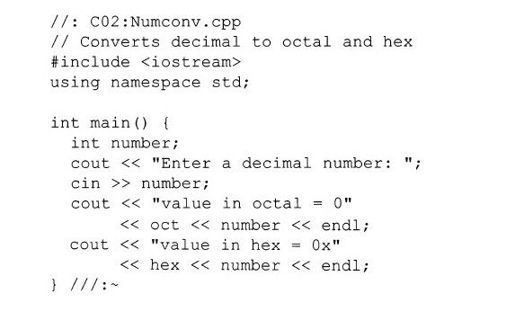 //: C02:Numconv.cpp
// Converts decimal to octal and hex
#include <iostream>
using namespace std;

int main() {
  int number;
  cout << "Enter a decimal number: ";
  cin >> number;
  cout << "value in octal = 0"
       << oct << number << endl;
  cout << "value in hex = 0x"
       << hex << number << endl;
} ///:~